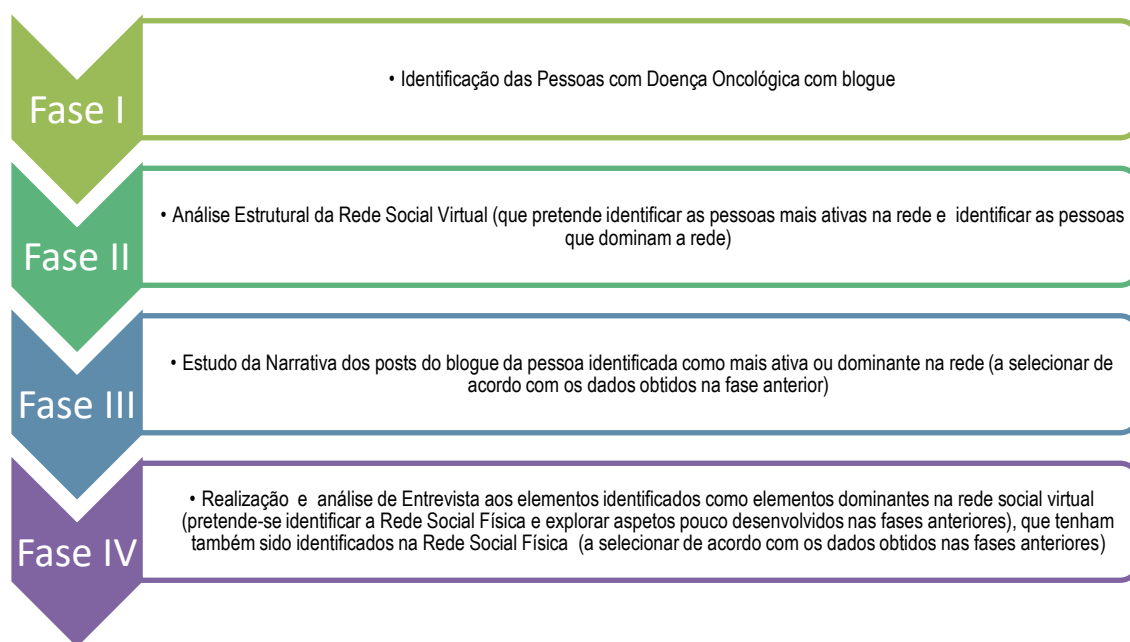 Fase I
• Identificação das Pessoas com Doença Oncológica com blogue
Fase II
• Análise Estrutural da Rede Social Virtual (que pretende identificar as pessoas mais ativas na rede e identificar as pessoas
que dominam a rede)
Fase III
• Estudo da Narrativa dos posts do blogue da pessoa identificada como mais ativa ou dominante na rede (a selecionar de
acordo com os dados obtidos na fase anterior)
Fase IV
• Realização e análise de Entrevista aos elementos identificados como elementos dominantes na rede social virtual
(pretende-se identificar a Rede Social Física e explorar aspetos pouco desenvolvidos nas fases anteriores), que tenham
também sido identificados na Rede Social Física (a selecionar de acordo com os dados obtidos nas fases anteriores)